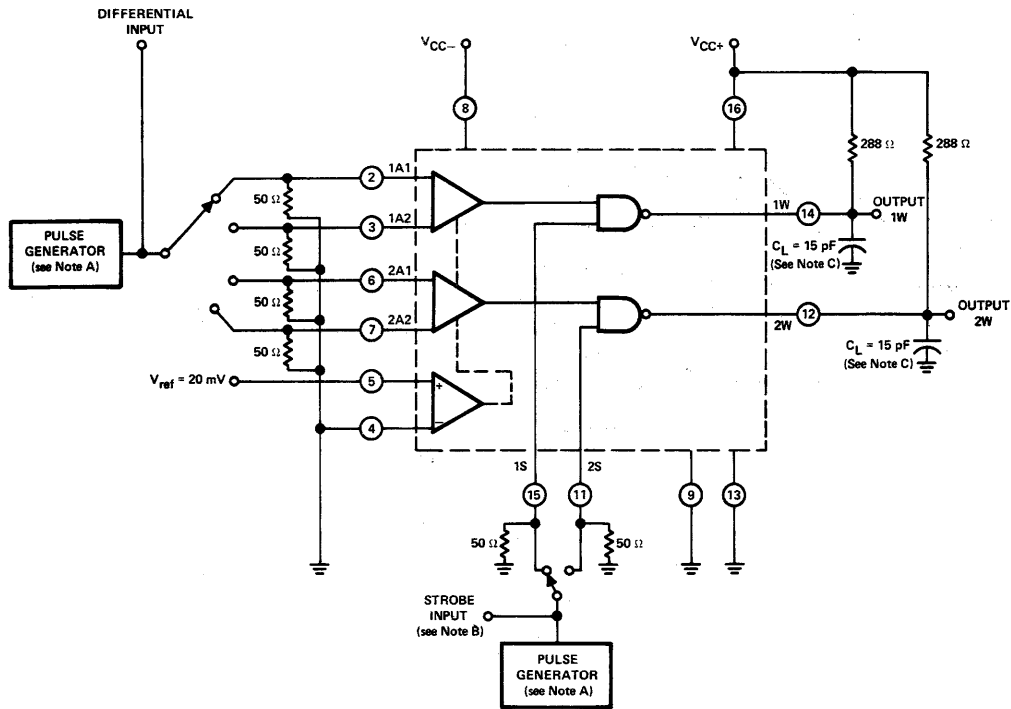 DIFFERENTIAL
INPUT
VCC−
VCC+
8
16
288 Ω
288 Ω
2
1A1
50 Ω
1W
14
OUTPUT
1W
3
1A2
PULSE
GENERATOR
(see Note A)
50 Ω
CL = 15 pF
(See Note C)
6
2A1
50 Ω
2W
12
OUTPUT
2W
7
2A2
50 Ω
CL = 15 pF
(See Note C)
Vref = 20 mV
5
+
4
−
1S
2S
15
11
9
13
50 Ω
50 Ω
STROBE
INPUT
(see Note B)
PULSE
GENERATOR
(see Note A)